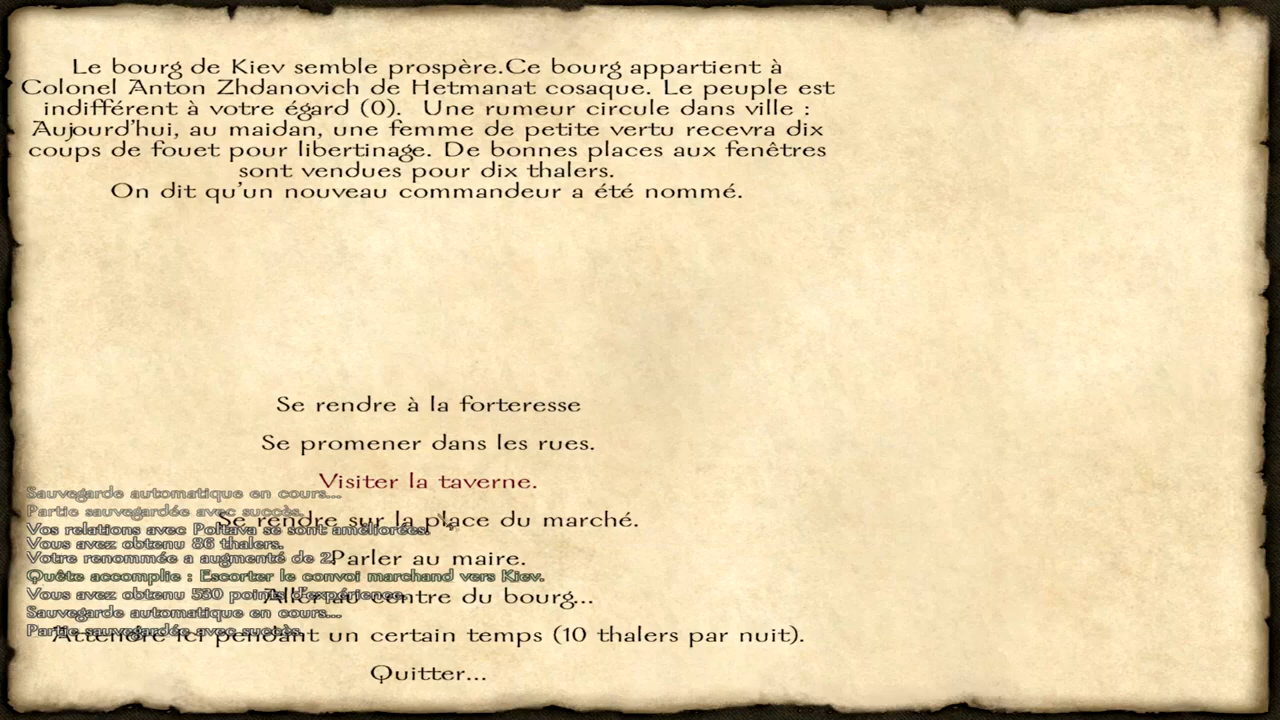 Le bourg de Kiev semble prospère.Ce bourg appartient à
Colonel Anton Zhdanovich de Hetmanat cosaque. Le peuple est
indifférent à votre égard (0). Une rumeur circule dans ville :
Aujourd'hui, au maidan, une femme de petite vertu recevra dix
coups de fouet pour libertinage. De bonnes places aux fenêtres
sont vendues pour dix thalers.
On dit qu'un nouveau commandeur a été nommé.
Se rendre à la forteresse
Se promener dans les rues.
Visiter la taverne.
Sauvegarde automatique en cours...
Partie sauvegardée avec succès.
Se rendre sur la place du marché.
Vos relations avec Poltava se sont améliorées.
Vous avez obtenu 86 thalers.
Votre renommée a augmenté de 2.
Parler au maire.
Quête accomplie : Escorter le convoi marchand vers Kiev.
Vous avez obtenu 530 points d'expérience.
Aller au centre du bourg...
Sauvegarde automatique en cours...
Partie sauvegardée avec succès.
Attendre ici pendant un certain temps (10 thalers par nuit).
Quitter...